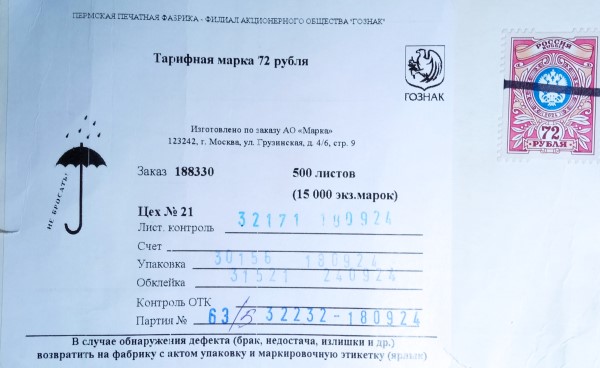 ПЕРМСКАЯ ПЕЧАТНАЯ ФАБРИКА - ФИЛИАЛ АКЦИОНЕРНОГО ОБЩЕСТВА "ГОЗНАК"
Тарифная марка 72 рубля
ГОЗНАК
РОССИЯ
2021
72
РУБЛЯ
Изготовлено по заказу АО «Марка»
123242, г. Москва, ул. Грузинская, д. 4/6, стр. 9
НЕ БРОСАТЬ!
Заказ 188330 500 листов
(15 000 экз.марок)
Цех № 21
Лист. контроль 32171 180924
Счет
Упаковка 30156 180924
Обклейка 31521 240924
Контроль ОТК
Партия № 63/5 32232-180924
В случае обнаружения дефекта (брак, недостача, излишки и др.)
возвратить на фабрику с актом упаковку и маркировочную этикетку (ярлык)